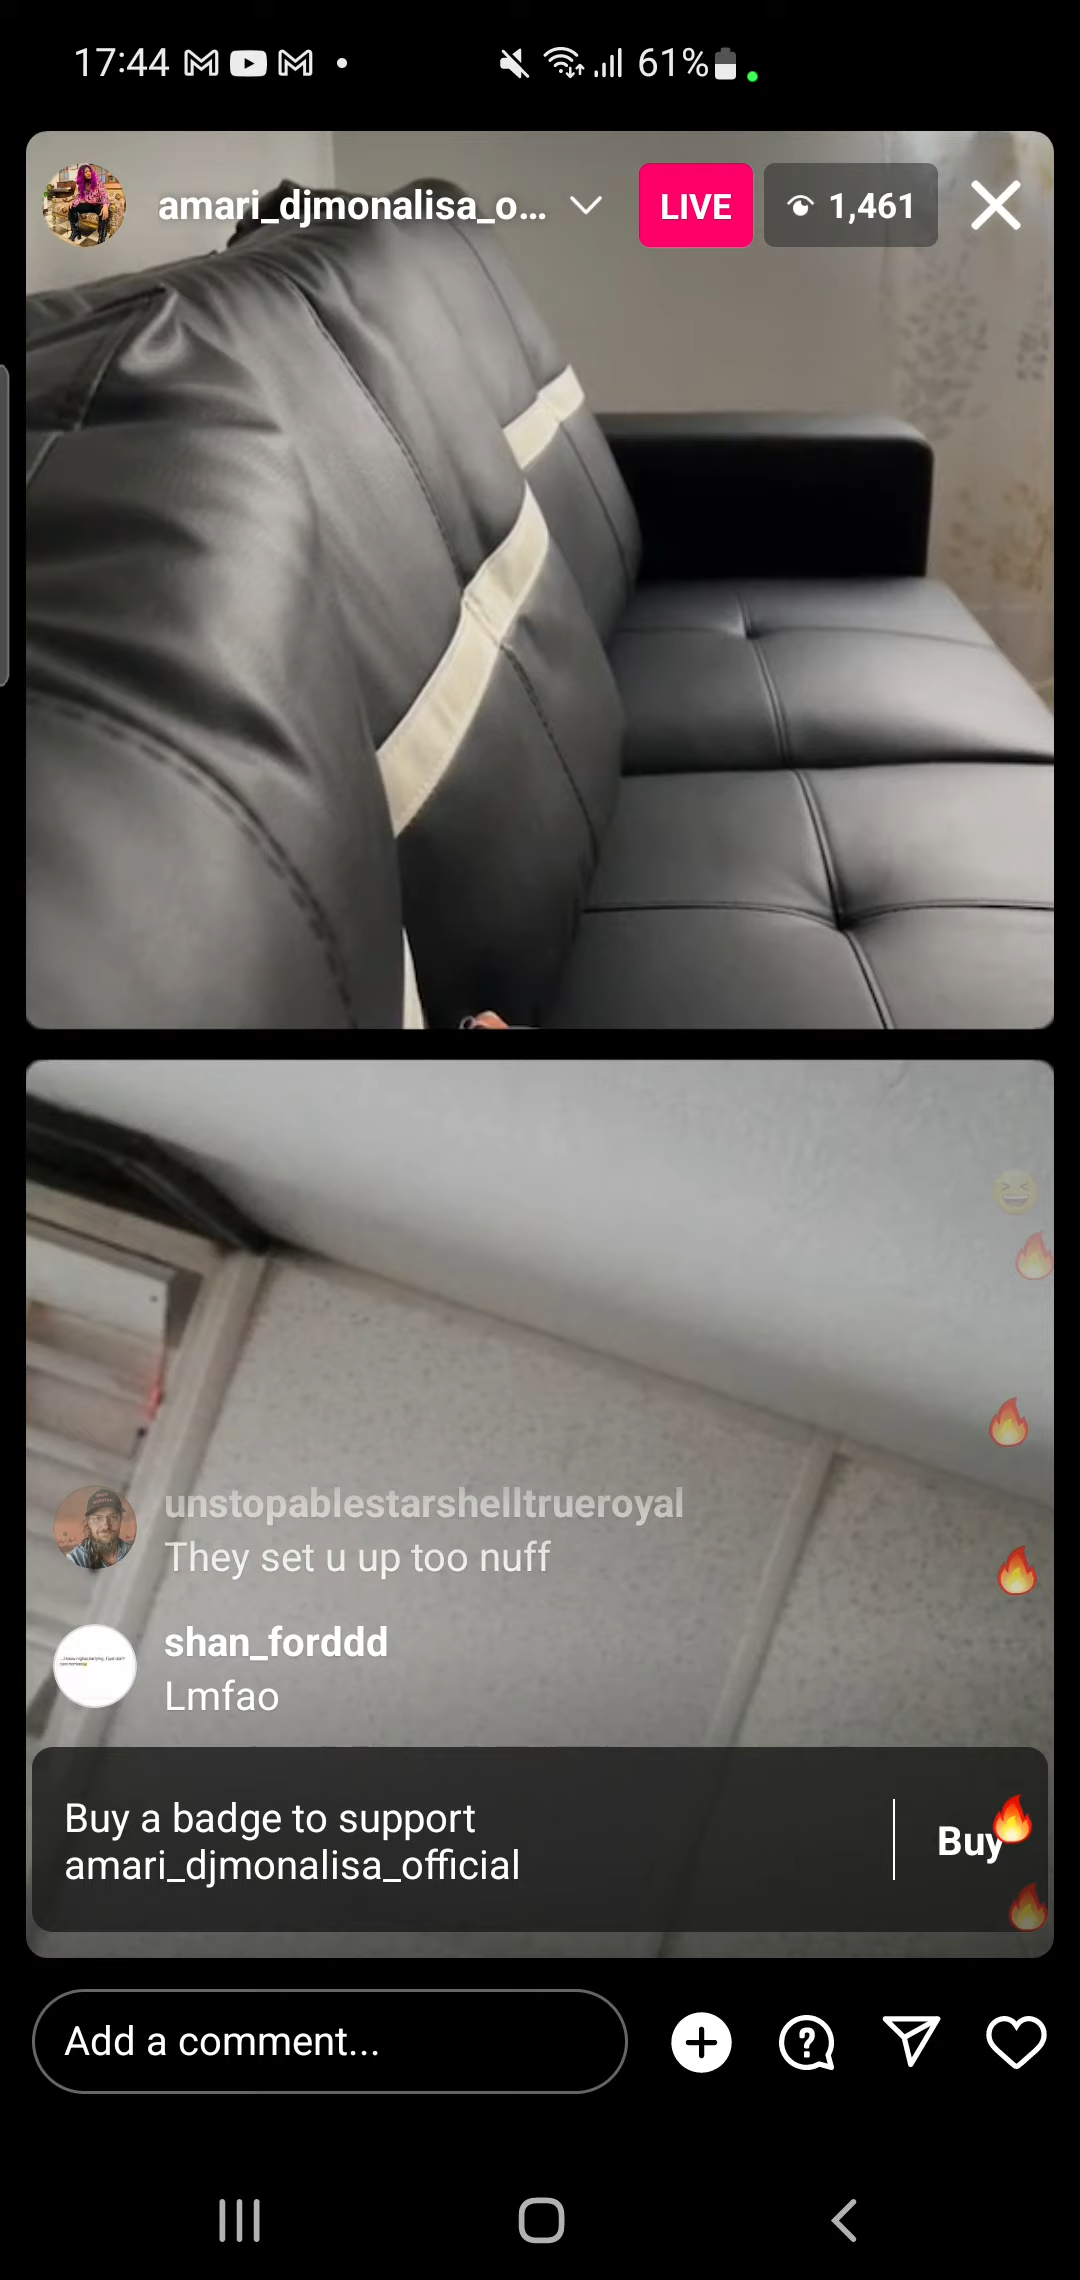 17:44 61%
amari_djmonalisa_o... LIVE 1,461
unstopablestarshelltrueroyal
They set u up too nuff
shan_forddd
Lmfao
Buy a badge to support
amari_djmonalisa_official
Buy
Add a comment...